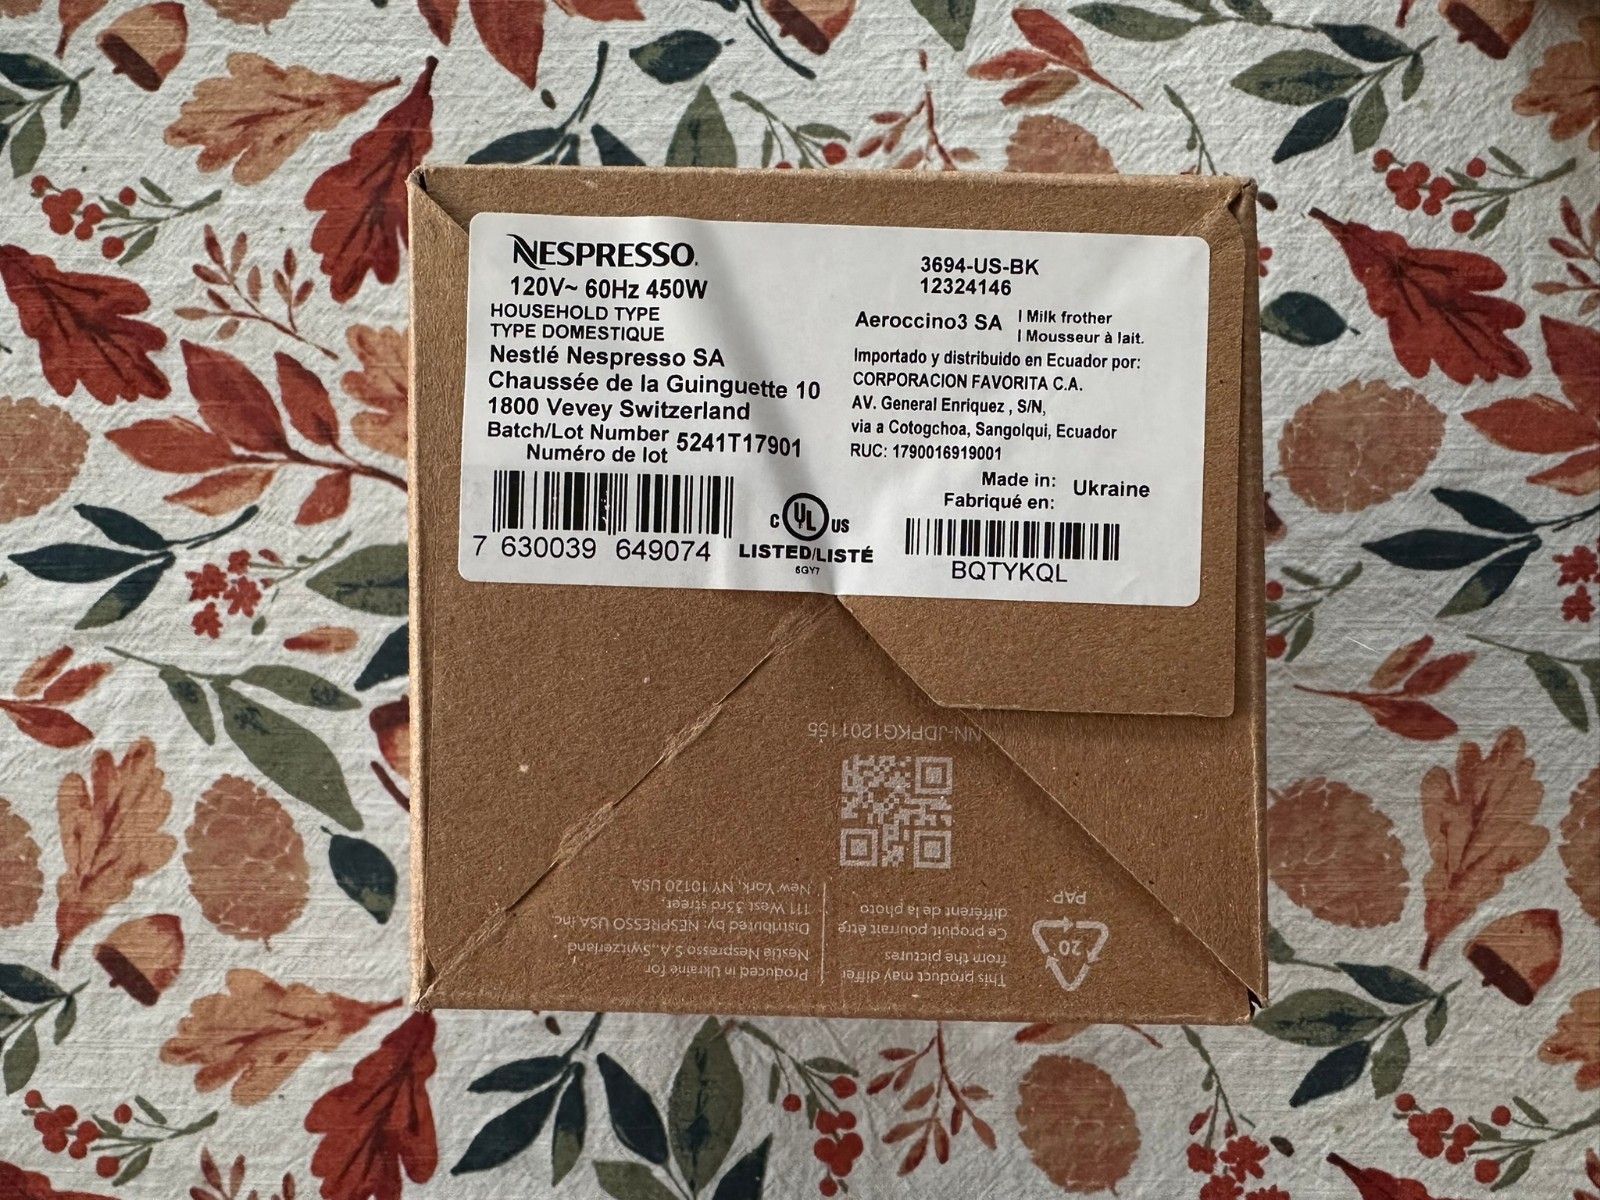 NESPRESSO.
120V~ 60Hz 450W
HOUSEHOLD TYPE
TYPE DOMESTIQUE
Nestlé Nespresso SA
Chaussée de la Guinguette 10
1800 Vevey Switzerland
Batch/Lot Number
Numéro de lot
5241T17901
7 630039 649074
C UL US
LISTED/LISTÉ
6GY7
3694-US-BK
12324146
Aeroccino3 SA
| Milk frother
| Mousseur à lait.
Importado y distribuido en Ecuador por:
CORPORACION FAVORITA C.A.
AV. General Enriquez , S/N,
via a Cotogchoa, Sangolqui, Ecuador
RUC: 1790016919001
Made in:
Fabriqué en:
Ukraine
BQTYKQL
20
PAP
This product may differ
from the pictures
Ce produit pourrait être
différent de la photo
Produced in Ukraine for
Nestlé Nespresso S.A., Switzerland
Distributed by: NESPRESSO USA Inc.
111 West 33rd street,
New York, NY 10120 USA
NN-JDPKG1201155